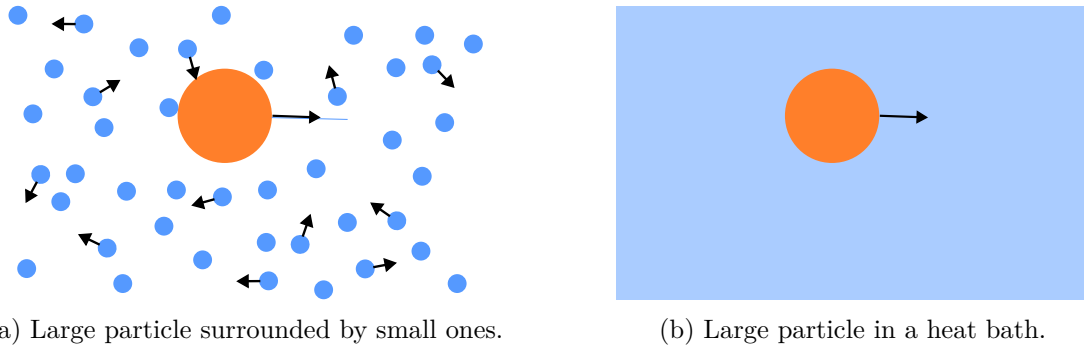 a) Large particle surrounded by small ones.
(b) Large particle in a heat bath.